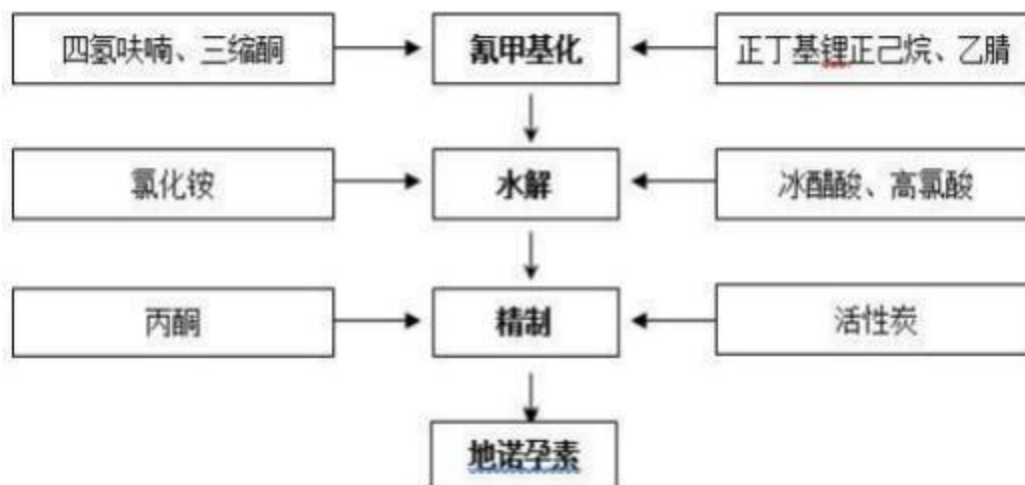 四氢呋喃、三缩酮
氰甲基化
正丁基锂正己烷、乙腈
氯化铵
水解
冰醋酸、高氯酸
丙酮
精制
活性炭
地诺孕素